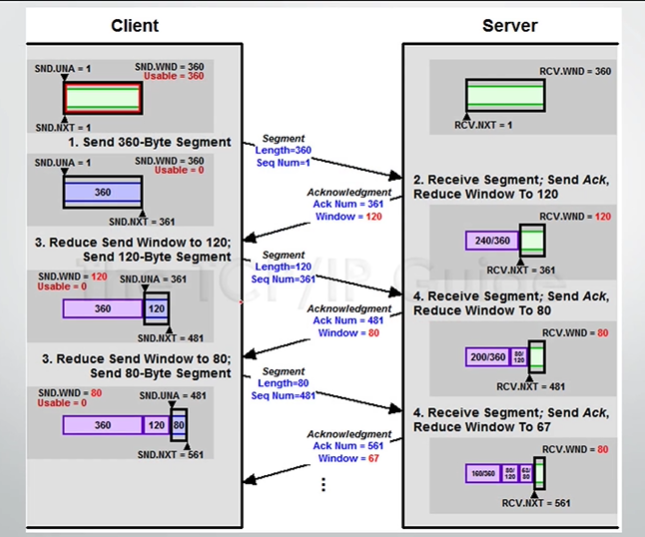 Client
Server
SND.UNA = 1
SND.WND = 360
Usable = 360
SND.NXT = 1
RCV.WND = 360
RCV.NXT = 1
1. Send 360-Byte Segment
Segment
Length=360
Seq Num=1
SND.UNA = 1
SND.WND = 360
Usable = 0
360
SND.NXT = 361
2. Receive Segment; Send Ack,
Reduce Window To 120
Acknowledgment
Ack Num = 361
Window = 120
RCV.WND = 120
240/360
RCV.NXT = 361
3. Reduce Send Window to 120;
Send 120-Byte Segment
Segment
Length=120
Seq Num=361
The TCP/IP Guide
SND.WND = 120
Usable = 0
SND.UNA = 361
360
120
SND.NXT = 481
4. Receive Segment; Send Ack,
Reduce Window To 80
Acknowledgment
Ack Num = 481
Window = 80
RCV.WND = 80
200/360
80/
120
RCV.NXT = 481
3. Reduce Send Window to 80;
Send 80-Byte Segment
Segment
Length=80
Seq Num=481
SND.WND = 80
Usable = 0
SND.UNA = 481
360
120
80
SND.NXT = 561
4. Receive Segment; Send Ack,
Reduce Window To 67
Acknowledgment
Ack Num = 561
Window = 67
RCV.WND = 80
160/360
80/
120
63/
80
RCV.NXT = 561